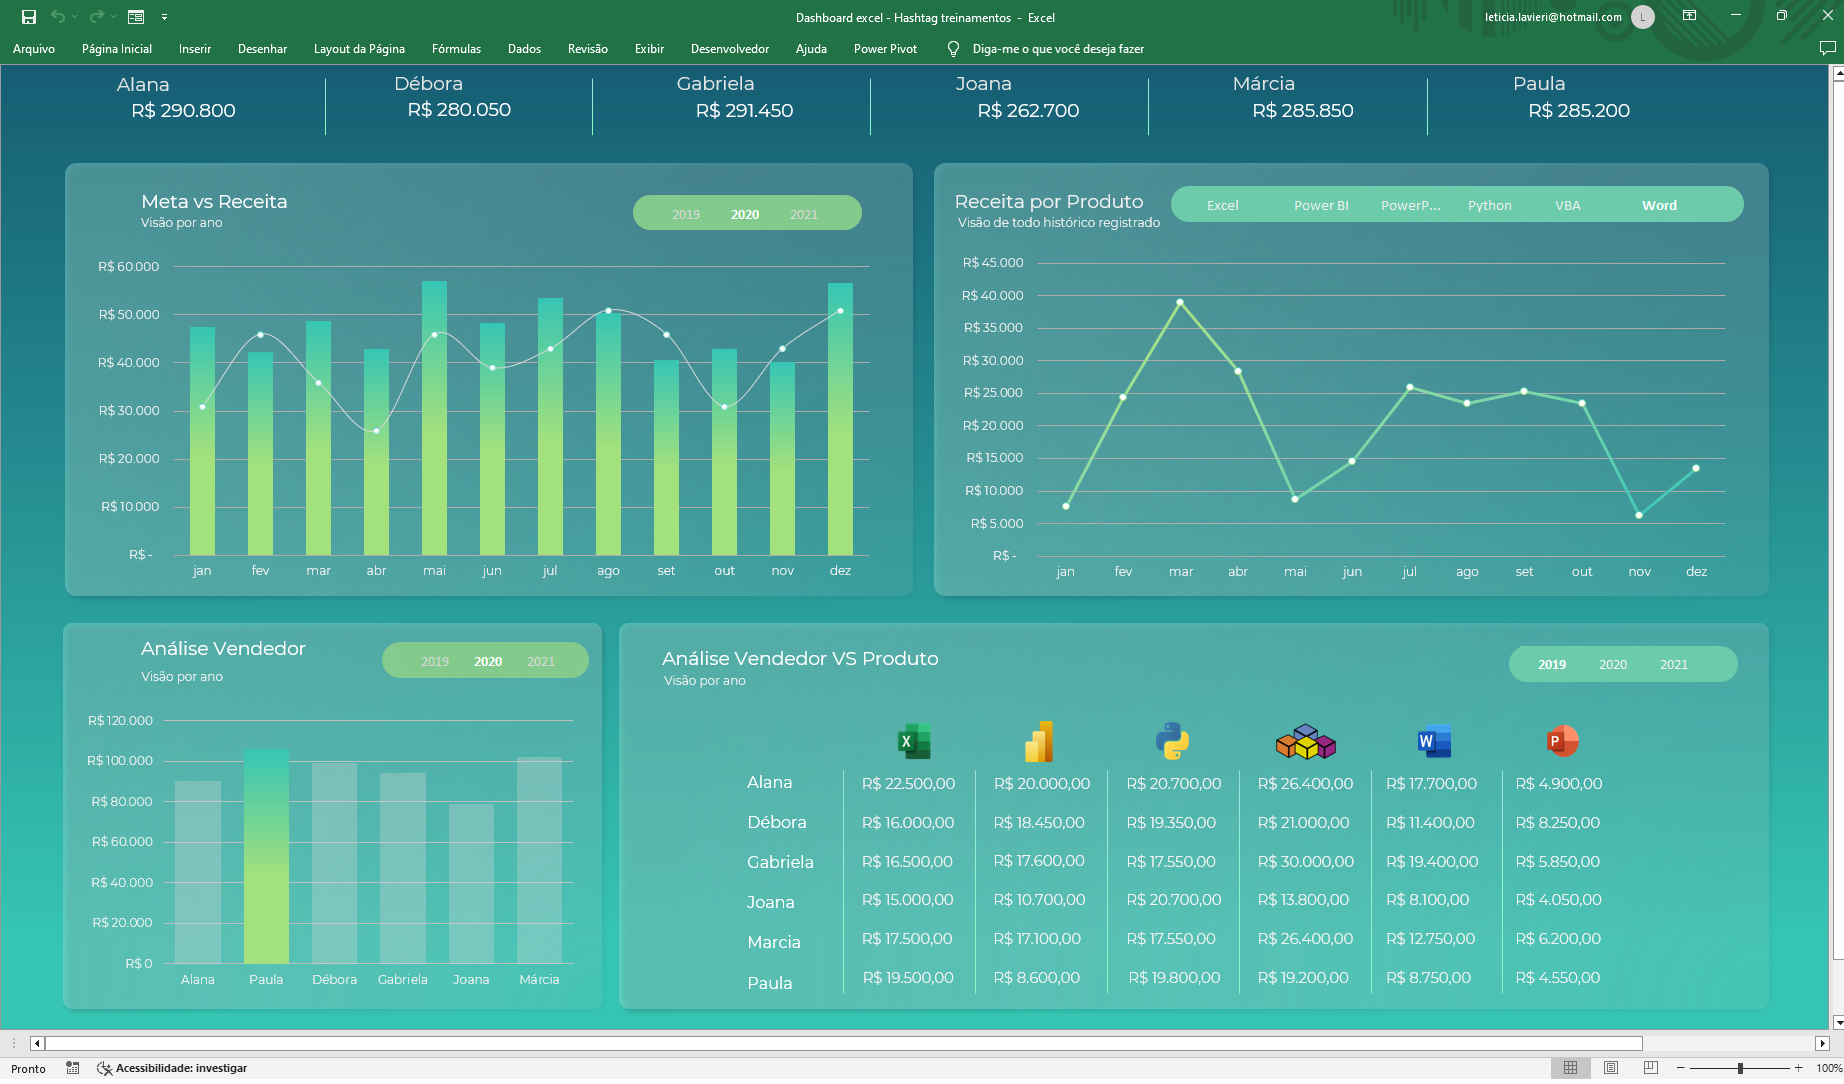 Dashboard excel - Hashtag treinamentos - Excel
leticia.lavieri@hotmail.com
L
Arquivo Página Inicial Inserir Desenhar Layout da Página Fórmulas Dados Revisão Exibir Desenvolvedor Ajuda Power Pivot Diga-me o que você deseja fazer
Alana Débora Gabriela Joana Márcia Paula
R$ 290.800 R$ 280.050 R$ 291.450 R$ 262.700 R$ 285.850 R$ 285.200
Meta vs Receita
Visão por ano
2019 2020 2021
R$ 60.000
R$ 50.000
R$ 40.000
R$ 30.000
R$ 20.000
R$ 10.000
R$ -
jan fev mar abr mai jun jul ago set out nov dez
Receita por Produto
Visão de todo histórico registrado
Excel Power BI PowerP... Python VBA Word
R$ 45.000
R$ 40.000
R$ 35.000
R$ 30.000
R$ 25.000
R$ 20.000
R$ 15.000
R$ 10.000
R$ 5.000
R$ -
jan fev mar abr mai jun jul ago set out nov dez
Análise Vendedor
Visão por ano
2019 2020 2021
R$ 120.000
R$ 100.000
R$ 80.000
R$ 60.000
R$ 40.000
R$ 20.000
R$ 0
Alana Paula Débora Gabriela Joana Márcia
Análise Vendedor VS Produto
Visão por ano
2019 2020 2021
X W P
Alana R$ 22.500,00 R$ 20.000,00 R$ 20.700,00 R$ 26.400,00 R$ 17.700,00 R$ 4.900,00
Débora R$ 16.000,00 R$ 18.450,00 R$ 19.350,00 R$ 21.000,00 R$ 11.400,00 R$ 8.250,00
Gabriela R$ 16.500,00 R$ 17.600,00 R$ 17.550,00 R$ 30.000,00 R$ 19.400,00 R$ 5.850,00
Joana R$ 15.000,00 R$ 10.700,00 R$ 20.700,00 R$ 13.800,00 R$ 8.100,00 R$ 4.050,00
Marcia R$ 17.500,00 R$ 17.100,00 R$ 17.550,00 R$ 26.400,00 R$ 12.750,00 R$ 6.200,00
Paula R$ 19.500,00 R$ 8.600,00 R$ 19.800,00 R$ 19.200,00 R$ 8.750,00 R$ 4.550,00
Pronto Acessibilidade: investigar 100%